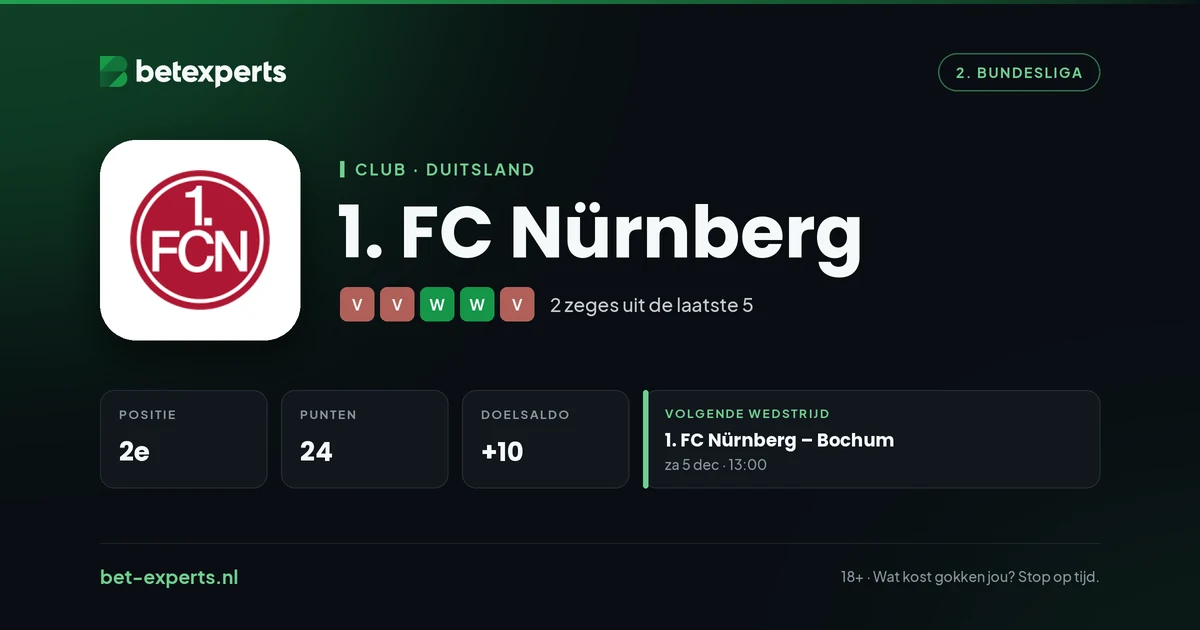 betexperts
2. BUNDESLIGA
1.
FCN
CLUB · DUITSLAND
1. FC Nürnberg
V V W W V 2 zeges uit de laatste 5
POSITIE
2e
PUNTEN
24
DOELSALDO
+10
VOLGENDE WEDSTRIJD
1. FC Nürnberg – Bochum
za 5 dec · 13:00
bet-experts.nl
18+ · Wat kost gokken jou? Stop op tijd.